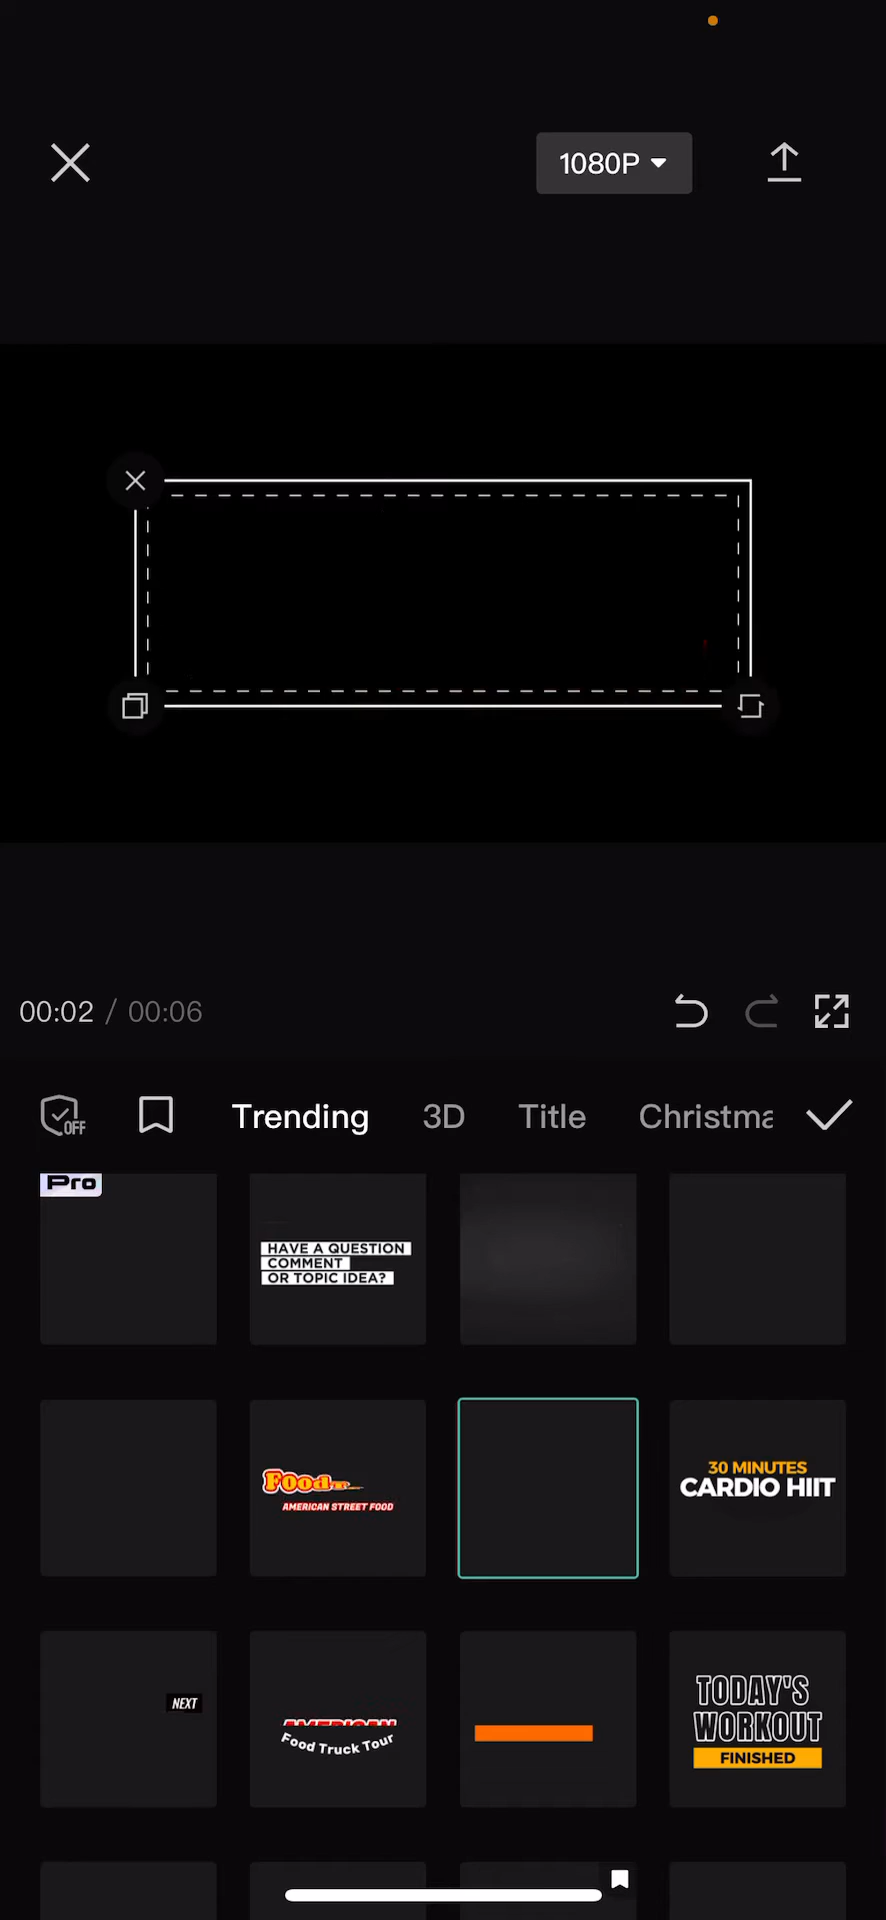 1080P
00:02 / 00:06
OFF
Trending 3D Title Christma
Pro
HAVE A QUESTION
COMMENT
OR TOPIC IDEA?
Food
AMERICAN STREET FOOD
30 MINUTES
CARDIO HIIT
NEXT
AMERICAN
Food Truck Tour
TODAY'S
WORKOUT
FINISHED